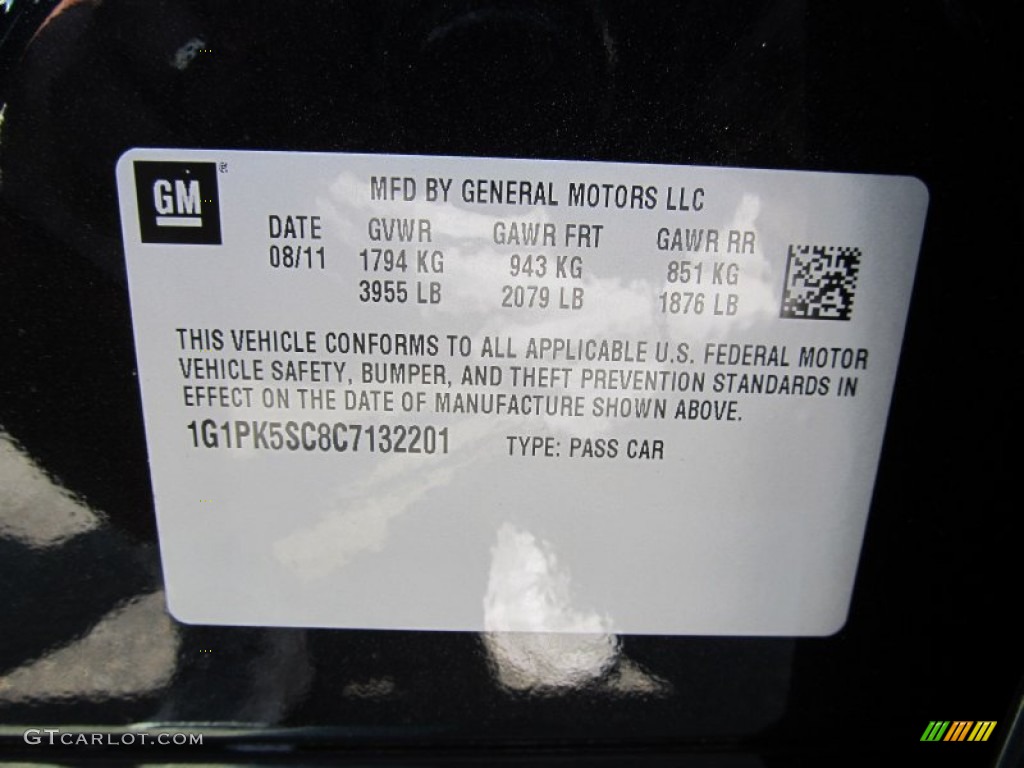 GM ®
MFD BY GENERAL MOTORS LLC
DATE GVWR GAWR FRT GAWR RR
08/11 1794 KG 943 KG 851 KG
3955 LB 2079 LB 1876 LB
THIS VEHICLE CONFORMS TO ALL APPLICABLE U.S. FEDERAL MOTOR
VEHICLE SAFETY, BUMPER, AND THEFT PREVENTION STANDARDS IN
EFFECT ON THE DATE OF MANUFACTURE SHOWN ABOVE.
1G1PK5SC8C7132201 TYPE: PASS CAR
GTCARLOT.COM